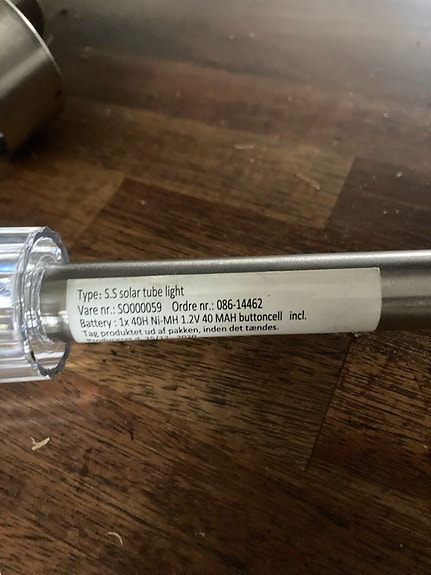 Type: S.S solar tube light
Vare nr.: SO000059 Ordre nr.: 086-14462
Battery : 1x 40H Ni-MH 1.2V 40 MAH buttoncell incl.
Tag produktet ud af pakken, inden det tændes.